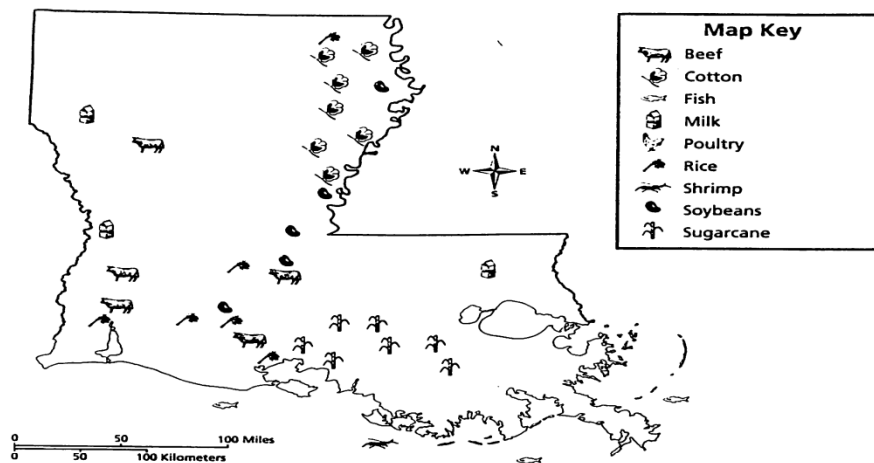 Map Key
Beef
Cotton
Fish
Milk
Poultry
Rice
Shrimp
Soybeans
Sugarcane
N
W E
S
0 50 100 Miles
0 50 100 Kilometers